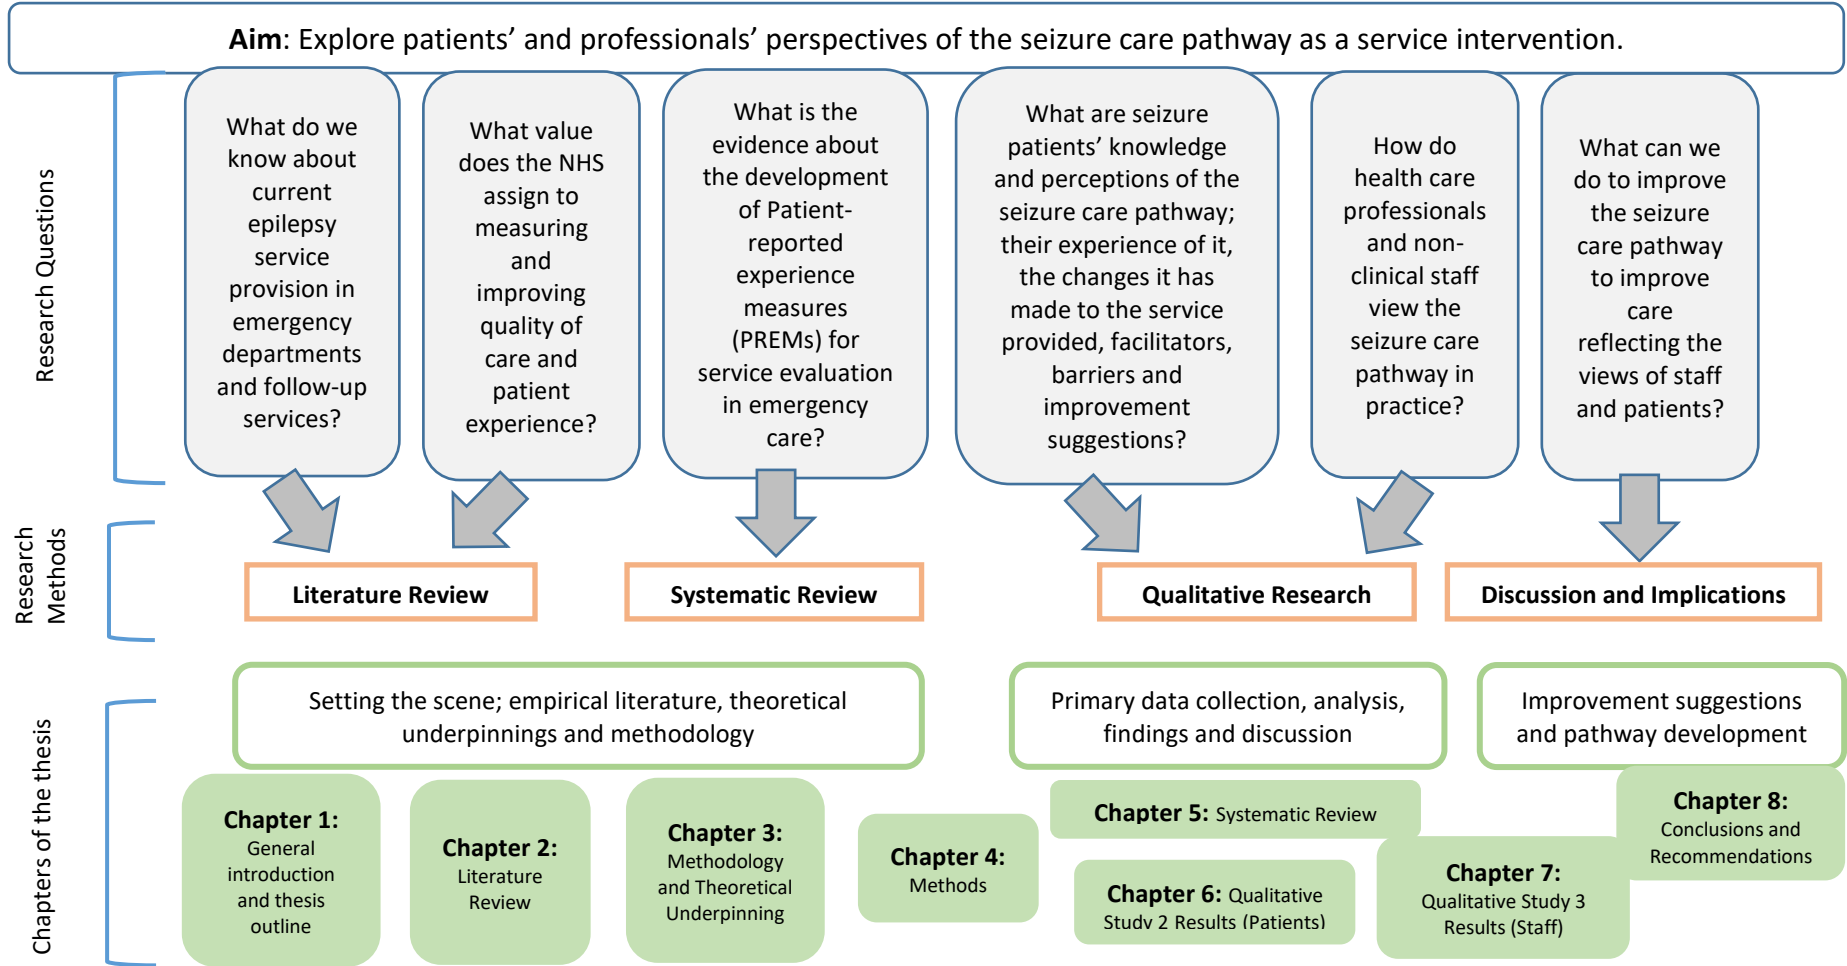 Aim: Explore patients’ and professionals’ perspectives of the seizure care pathway as a service intervention.
Research Questions
What do we
know about
current
epilepsy
service
provision in
emergency
departments
and follow-up
services?
What value
does the NHS
assign to
measuring
and
improving
quality of
care and
patient
experience?
What is the
evidence about
the development
of Patient-
reported
experience
measures
(PREMs) for
service evaluation
in emergency
care?
What are seizure
patients’ knowledge
and perceptions of the
seizure care pathway;
their experience of it,
the changes it has
made to the service
provided, facilitators,
barriers and
improvement
suggestions?
How do
health care
professionals
and non-
clinical staff
view the
seizure care
pathway in
practice?
What can we
do to improve
the seizure
care pathway
to improve
care
reflecting the
views of staff
and patients?
Research
Methods
Literature Review
Systematic Review
Qualitative Research
Discussion and Implications
Chapters of the thesis
Setting the scene; empirical literature, theoretical
underpinnings and methodology
Primary data collection, analysis,
findings and discussion
Improvement suggestions
and pathway development
Chapter 1:
General
introduction
and thesis
outline
Chapter 2:
Literature
Review
Chapter 3:
Methodology
and Theoretical
Underpinning
Chapter 4:
Methods
Chapter 5: Systematic Review
Chapter 6: Qualitative
Study 2 Results (Patients)
Chapter 7:
Qualitative Study 3
Results (Staff)
Chapter 8:
Conclusions and
Recommendations